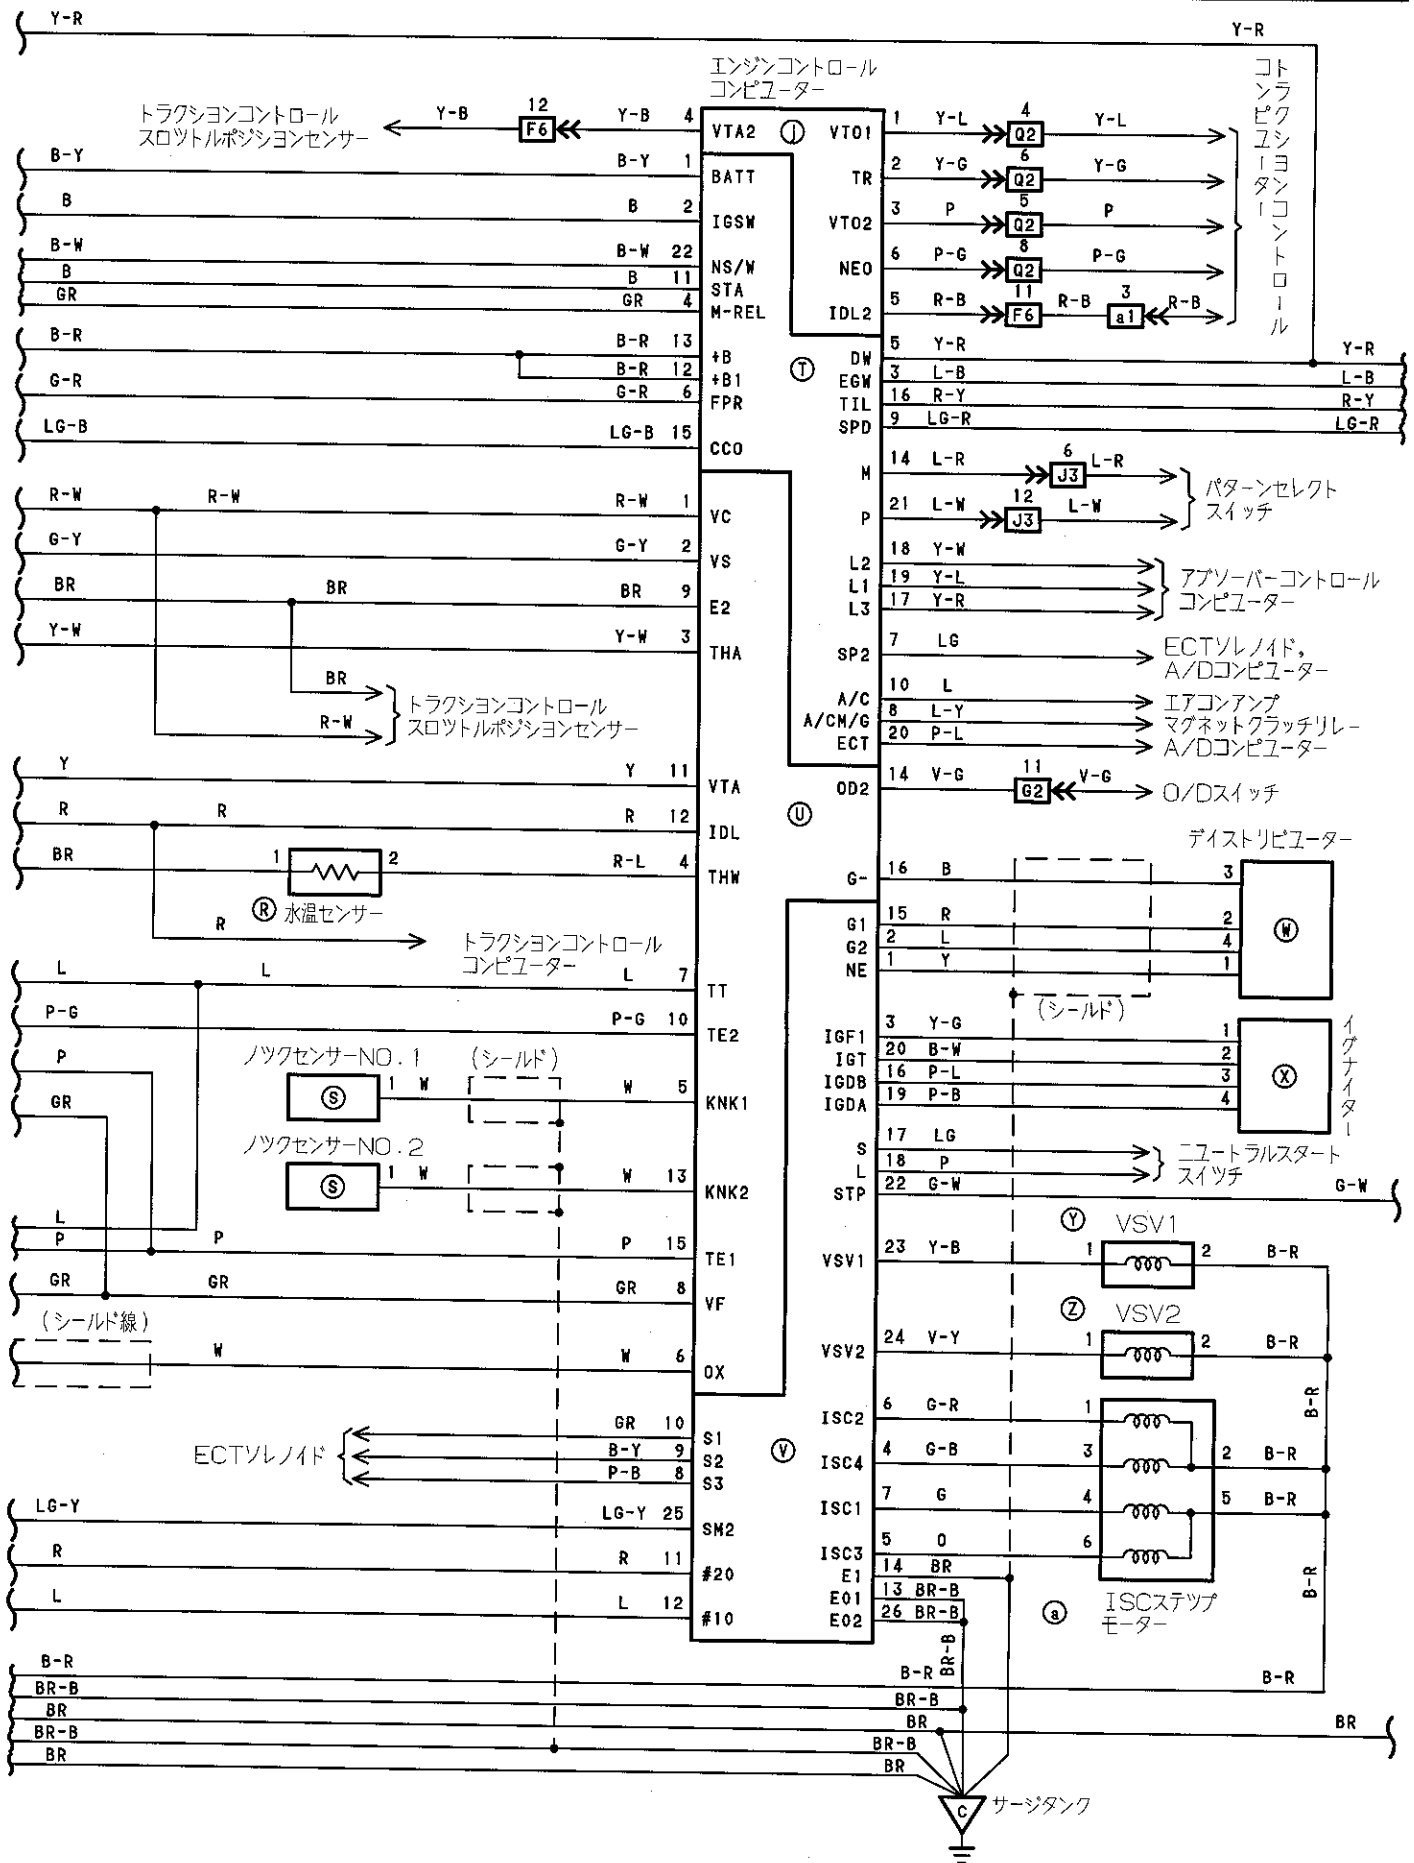 Y-R
Y-R
エンジンコントロール
コンピユーター
トラクシヨンコントロール
スロツトルポジシヨンセンサー
Y-B
12
F6
Y-B
4
VTA2
j
VTO1
1
Y-L
4
Q2
Y-L
トラクシヨンコントロール
コンピユーター
B-Y
B-Y
1
BATT
TR
2
Y-G
6
Q2
Y-G
B
B
2
IGSW
VTO2
3
P
5
Q2
P
B-W
B-W
22
NS/W
NEO
6
P-G
8
Q2
P-G
B
B
11
STA
GR
GR
4
M-REL
IDL2
5
R-B
11
F6
R-B
3
a1
R-B
B-R
B-R
13
+B
T
DW
5
Y-R
Y-R
B-R
12
+B1
EGW
3
L-B
L-B
G-R
G-R
6
FPR
TIL
16
R-Y
R-Y
SPD
9
LG-R
LG-R
LG-B
LG-B
15
CCO
M
14
L-R
6
J3
L-R
パターンセレクト
スイッチ
R-W
R-W
R-W
1
VC
P
21
L-W
12
J3
L-W
G-Y
G-Y
2
VS
L2
18
Y-W
L1
19
Y-L
アブソーバーコントロール
コンピユーター
BR
BR
BR
9
E2
L3
17
Y-R
Y-W
Y-W
3
THA
SP2
7
LG
ECTソレノイド,
A/Dコンピユーター
BR
R-W
トラクシヨンコントロール
スロツトルポジシヨンセンサー
A/C
10
L
エアコンアンプ
A/CM/G
8
L-Y
マグネットクラッチリレー
ECT
20
P-L
A/Dコンピユーター
Y
Y
11
VTA
OD2
14
V-G
11
G2
V-G
O/Dスイッチ
R
R
R
12
IDL
U
デイストリビユーター
BR
1
2
R-L
4
THW
G-
16
B
3
R
水温センサー
R
トラクシヨンコントロール
コンピユーター
G1
15
R
2
W
G2
2
L
4
NE
1
Y
1
(シールド)
L
L
L
7
TT
P-G
P-G
10
TE2
IGF1
3
Y-G
1
イグナイター
IGT
20
B-W
2
P
ノツクセンサーNO.1
(シールド)
IGDB
16
P-L
3
X
S
1
W
W
5
KNK1
IGDA
19
P-B
4
GR
ノツクセンサーNO.2
S
17
LG
ニユートラルスタート
スイツチ
L
18
P
S
1
W
W
13
KNK2
STP
22
G-W
G-W
L
P
P
P
15
TE1
Y
VSV1
VSV1
23
Y-B
1
2
B-R
GR
GR
GR
8
VF
Z
VSV2
(シールド線)
VSV2
24
V-Y
1
2
B-R
W
W
6
OX
B-R
ECTソレノイド
GR
10
S1
B-Y
9
S2
P-B
8
S3
V
ISC2
6
G-R
1
ISC4
4
G-B
3
2
B-R
LG-Y
LG-Y
25
SM2
ISC1
7
G
4
5
B-R
R
R
11
#20
ISC3
5
O
6
E1
14
BR
B-R
L
L
12
#10
EO1
13
BR-B
EO2
26
BR-B
a
ISCステツプ
モーター
BR-B
B-R
B-R
B-R
BR-B
BR-B
BR
BR
BR
BR-B
BR-B
BR
BR
C
サージタンク